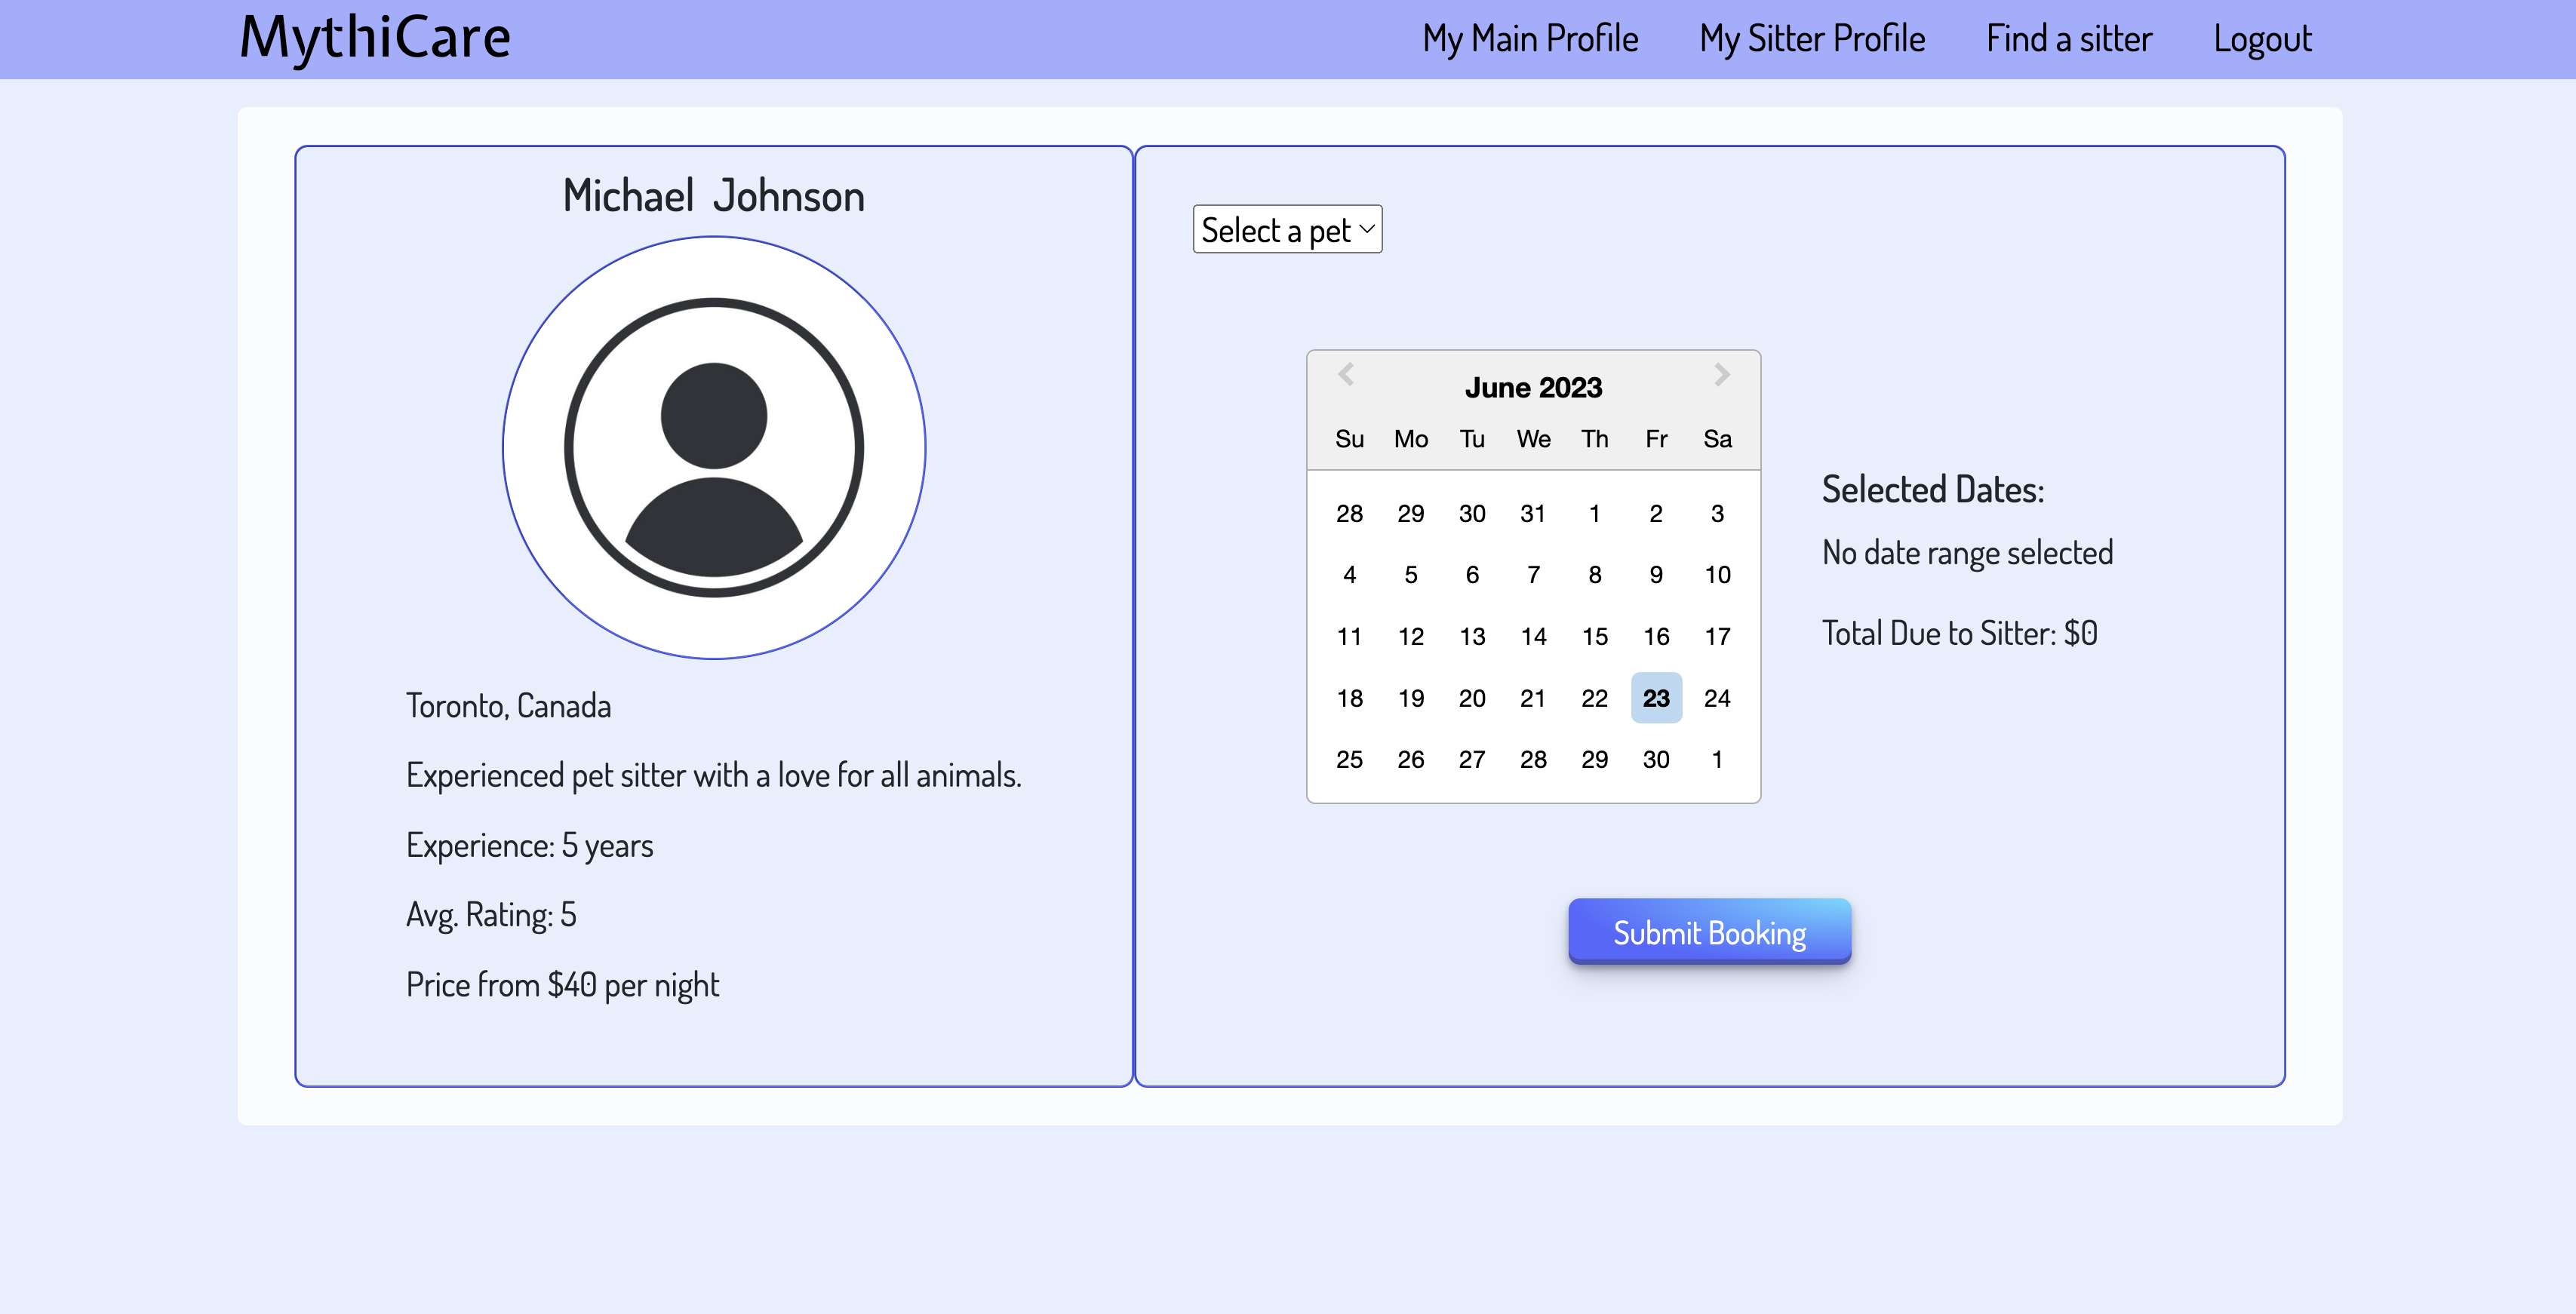 MythiCare
My Main Profile
My Sitter Profile
Find a sitter
Logout
Michael Johnson
Toronto, Canada
Experienced pet sitter with a love for all animals.
Experience: 5 years
Avg. Rating: 5
Price from $40 per night
Select a pet
June 2023
Su Mo Tu We Th Fr Sa
28 29 30 31 1 2 3
4 5 6 7 8 9 10
11 12 13 14 15 16 17
18 19 20 21 22 23 24
25 26 27 28 29 30 1
Selected Dates:
No date range selected
Total Due to Sitter: $0
Submit Booking